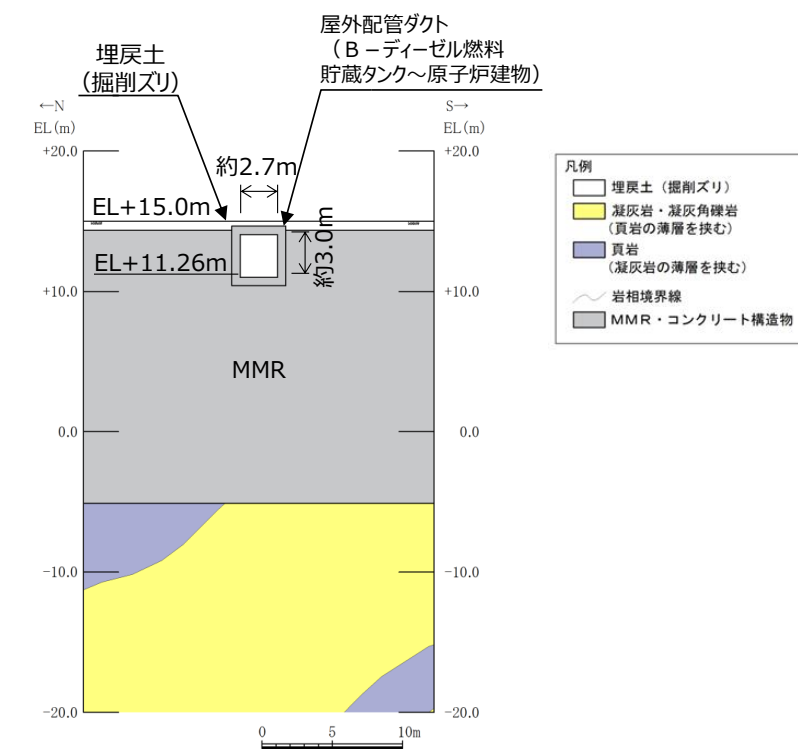 屋外配管ダクト
（Ｂ－ディーゼル燃料
貯蔵タンク～原子炉建物）
埋戻土
（掘削ズリ）
←N
EL(m)
S→
EL(m)
+20.0
+20.0
約2.7m
EL+15.0m
約3.0m
EL+11.26m
+10.0
+10.0
MMR
0.0
0.0
-10.0
-10.0
-20.0
-20.0
0 5 10m
凡例
埋戻土（掘削ズリ）
凝灰岩・凝灰角礫岩
（頁岩の薄層を挟む）
頁岩
（凝灰岩の薄層を挟む）
岩相境界線
ＭＭＲ・コンクリート構造物